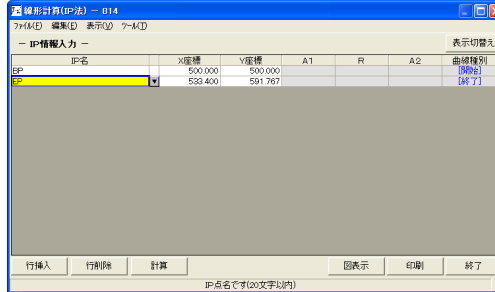 線形計算(IP法) － 614
ファイル(F) 編集(E) 表示(V) ツール(T)
－ IP情報入力 － 表示切替え
IP名 X座標 Y座標 A1 R A2 曲線種別
BP 500.000 500.000 [開始]
EP 533.400 591.767 [終了]
行挿入 行削除 計算 図表示 印刷 終了
IP点名です(20文字以内)